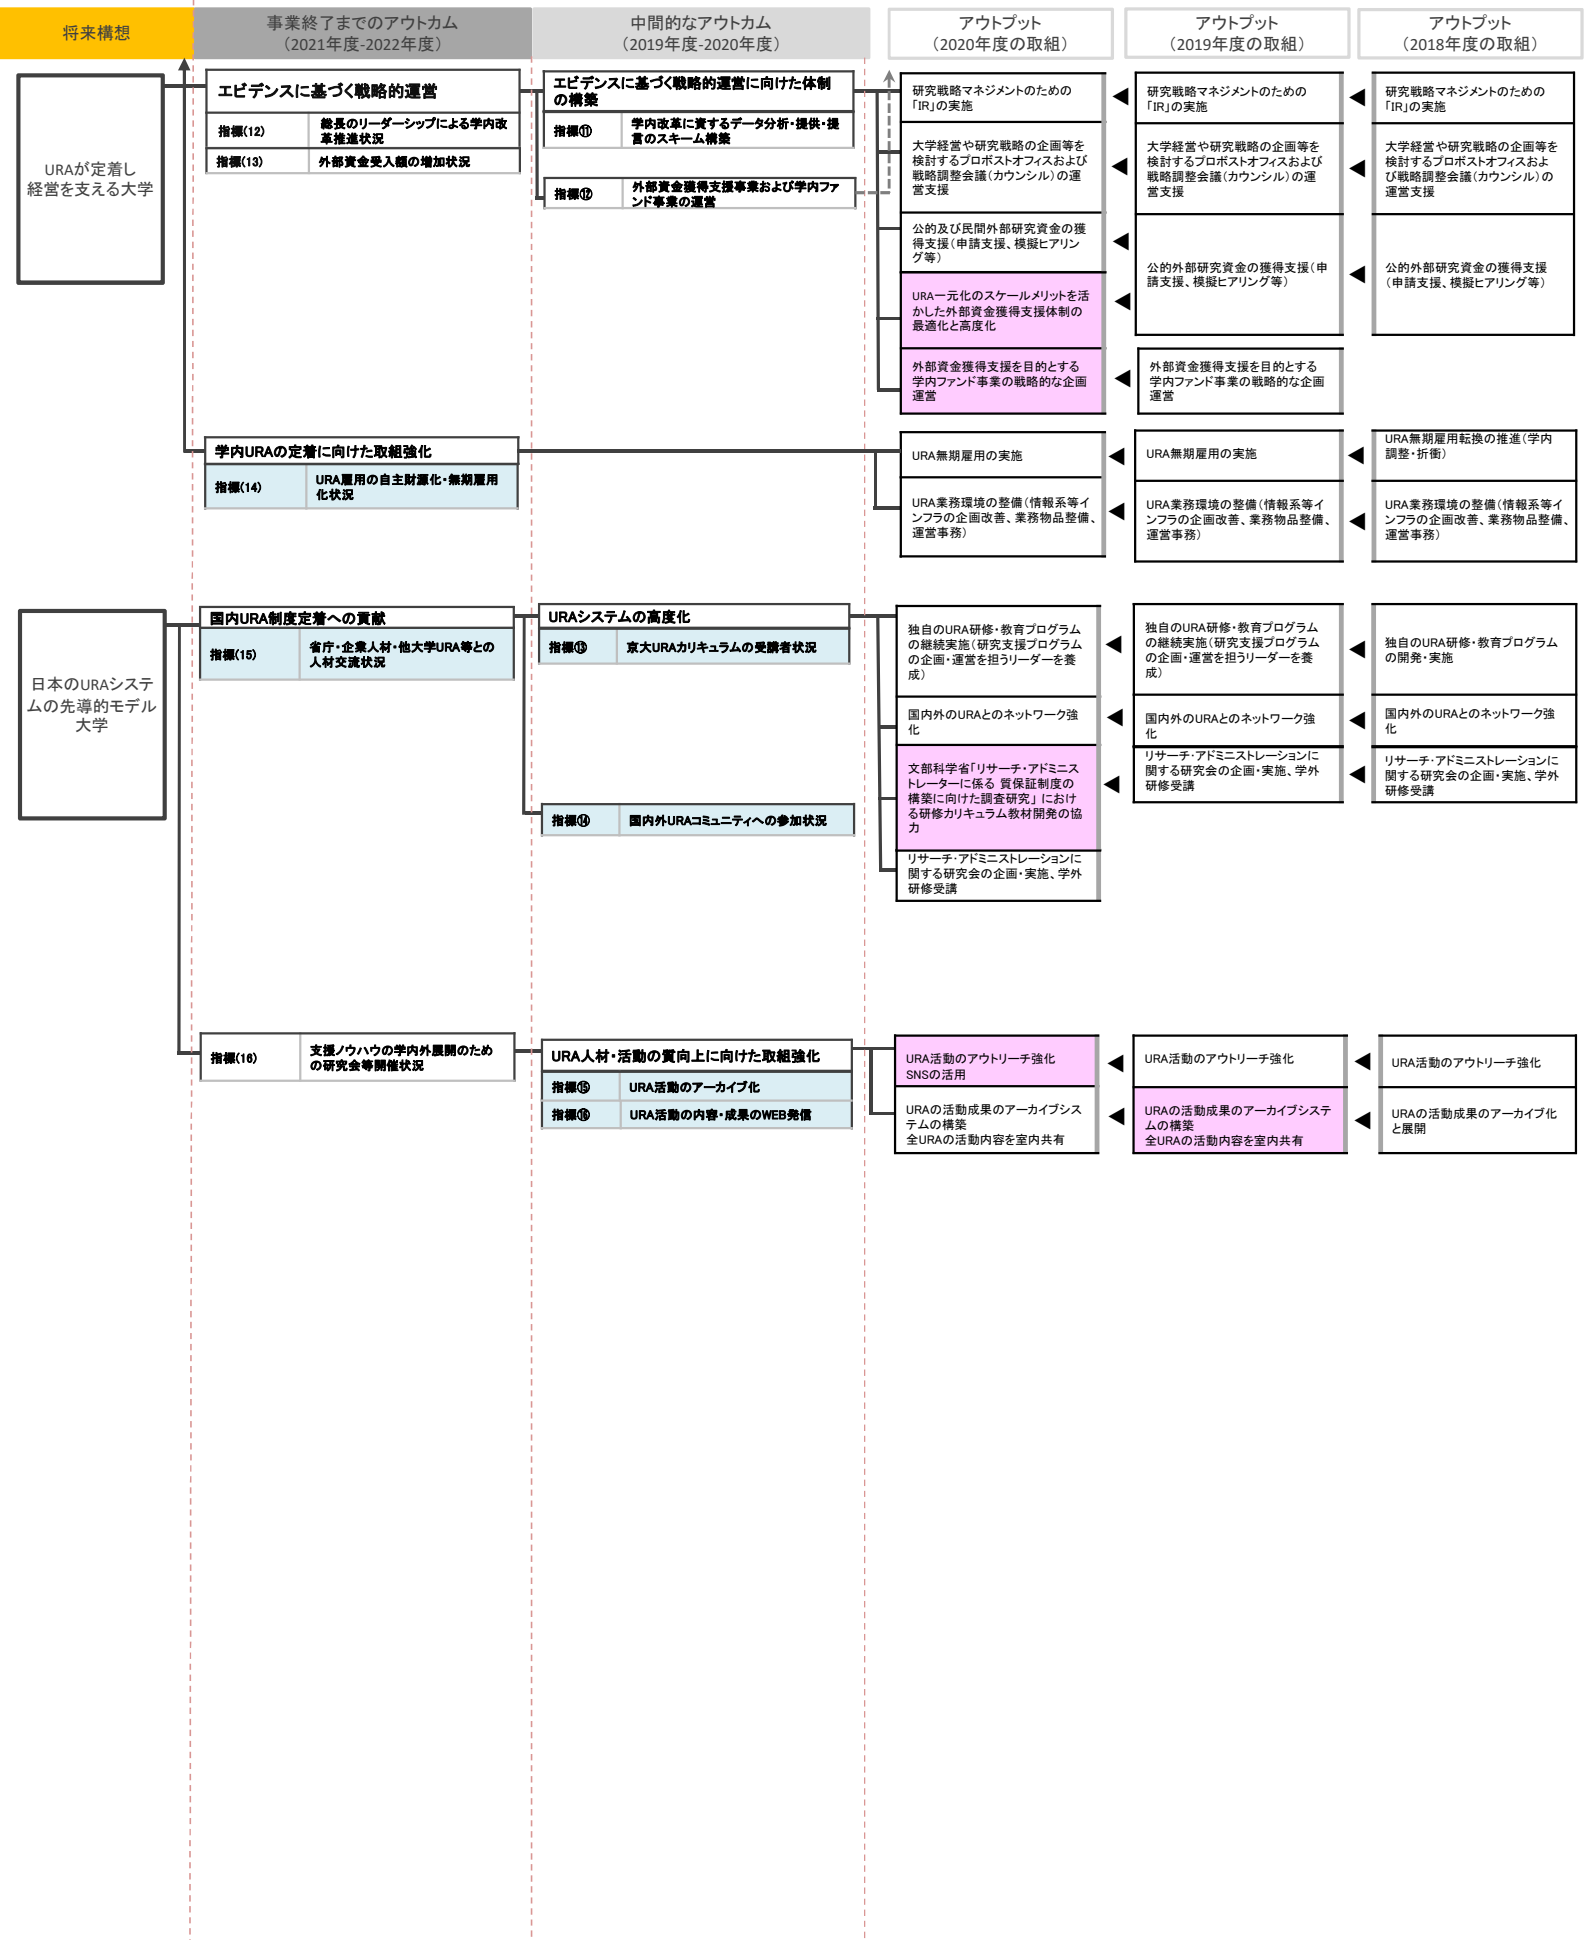 将来構想
事業終了までのアウトカム
（2021年度-2022年度）
中間的なアウトカム
（2019年度-2020年度）
アウトプット
（2020年度の取組）
アウトプット
（2019年度の取組）
アウトプット
（2018年度の取組）
URAが定着し
経営を支える大学
エビデンスに基づく戦略的運営
指標(12)
総長のリーダーシップによる学内改
革推進状況
指標(13)
外部資金受入額の増加状況
エビデンスに基づく戦略的運営に向けた体制
の構築
指標⑪
学内改革に資するデータ分析・提供・提
言のスキーム構築
指標⑫
外部資金獲得支援事業および学内ファ
ンド事業の運営
研究戦略マネジメントのための
「IR」の実施
大学経営や研究戦略の企画等を
検討するプロボストオフィスおよび
戦略調整会議（カウンシル）の運
営支援
公的及び民間外部研究資金の獲
得支援（申請支援、模擬ヒアリン
グ等）
URA一元化のスケールメリットを活
かした外部資金獲得支援体制の
最適化と高度化
外部資金獲得支援を目的とする
学内ファンド事業の戦略的な企画
運営
研究戦略マネジメントのための
「IR」の実施
大学経営や研究戦略の企画等を
検討するプロボストオフィスおよび
戦略調整会議（カウンシル）の運
営支援
公的外部研究資金の獲得支援（申
請支援、模擬ヒアリング等）
外部資金獲得支援を目的とする
学内ファンド事業の戦略的な企画
運営
研究戦略マネジメントのための
「IR」の実施
大学経営や研究戦略の企画等を
検討するプロボストオフィスおよ
び戦略調整会議（カウンシル）の
運営支援
公的外部研究資金の獲得支援
（申請支援、模擬ヒアリング等）
学内URAの定着に向けた取組強化
指標(14)
URA雇用の自主財源化・無期雇用
化状況
URA無期雇用の実施
URA業務環境の整備（情報系等イ
ンフラの企画改善、業務物品整備、
運営事務）
URA無期雇用の実施
URA業務環境の整備（情報系等イ
ンフラの企画改善、業務物品整備、
運営事務）
URA無期雇用転換の推進（学内
調整・折衝）
URA業務環境の整備（情報系等イ
ンフラの企画改善、業務物品整備、
運営事務）
日本のURAシステ
ムの先導的モデル
大学
国内URA制度定着への貢献
指標(15)
省庁・企業人材・他大学URA等との
人材交流状況
URAシステムの高度化
指標⑬
京大URAカリキュラムの受講者状況
指標⑭
国内外URAコミュニティへの参加状況
独自のURA研修・教育プログラム
の継続実施（研究支援プログラム
の企画・運営を担うリーダーを養
成）
国内外のURAとのネットワーク強
化
文部科学省「リサーチ・アドミニス
トレーターに係る 質保証制度の
構築に向けた調査研究」 におけ
る研修カリキュラム教材開発の協
力
リサーチ・アドミニストレーションに
関する研究会の企画・実施、学外
研修受講
独自のURA研修・教育プログラム
の継続実施（研究支援プログラム
の企画・運営を担うリーダーを養
成）
国内外のURAとのネットワーク強
化
リサーチ・アドミニストレーションに
関する研究会の企画・実施、学外
研修受講
独自のURA研修・教育プログラム
の開発・実施
国内外のURAとのネットワーク強
化
リサーチ・アドミニストレーションに
関する研究会の企画・実施、学外
研修受講
指標(16)
支援ノウハウの学内外展開のため
の研究会等開催状況
URA人材・活動の質向上に向けた取組強化
指標⑮
URA活動のアーカイブ化
指標⑯
URA活動の内容・成果のWEB発信
URA活動のアウトリーチ強化
SNSの活用
URAの活動成果のアーカイブシス
テムの構築
全URAの活動内容を室内共有
URA活動のアウトリーチ強化
URAの活動成果のアーカイブシステ
ムの構築
全URAの活動内容を室内共有
URA活動のアウトリーチ強化
URAの活動成果のアーカイブ化
と展開